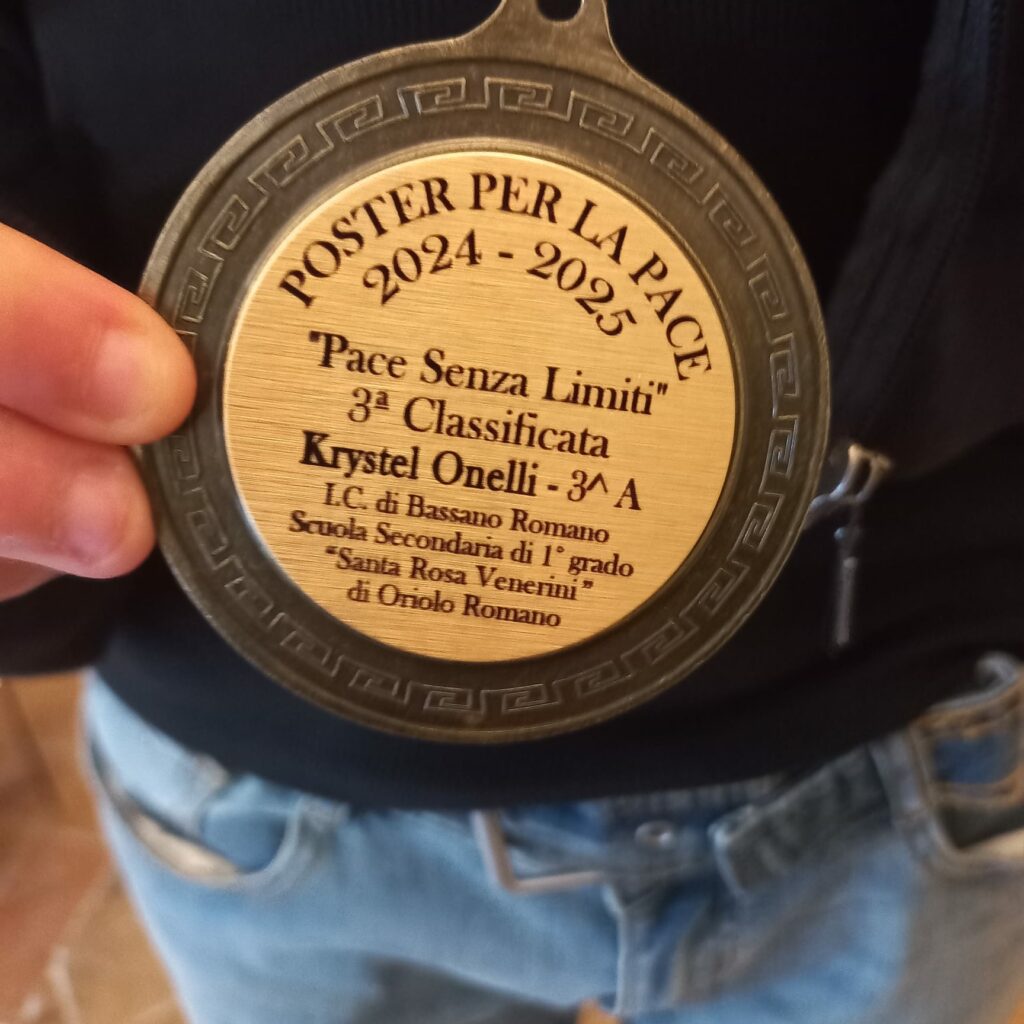 POSTER PER LA PACE
2024 - 2025
"Pace Senza Limiti"
3ª Classificata
Krystel Onelli - 3^ A
I.C. di Bassano Romano
Scuola Secondaria di 1° grado
“Santa Rosa Venerini”
di Oriolo Romano